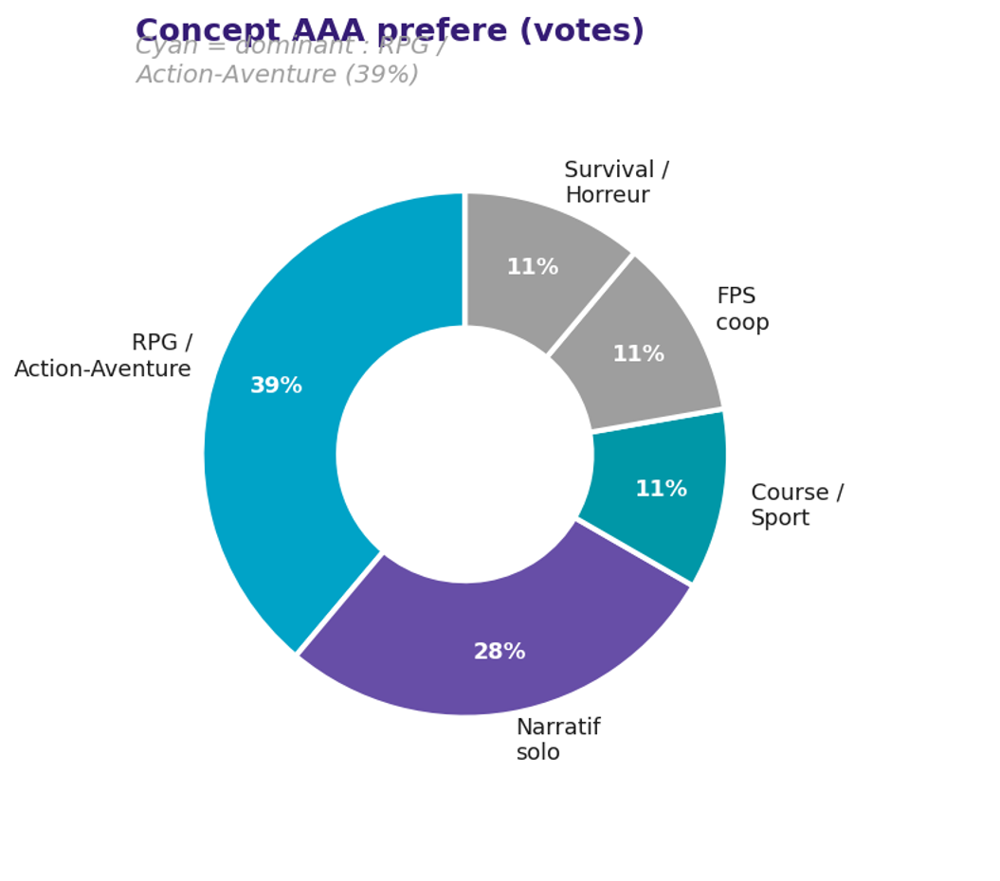 Concept AAA prefere (votes)
Cyan = dominant : RPG /
Action-Aventure (39%)
Survival /
Horreur
11%
FPS
coop
11%
RPG /
Action-Aventure
39%
11%
Course /
Sport
28%
Narratif
solo